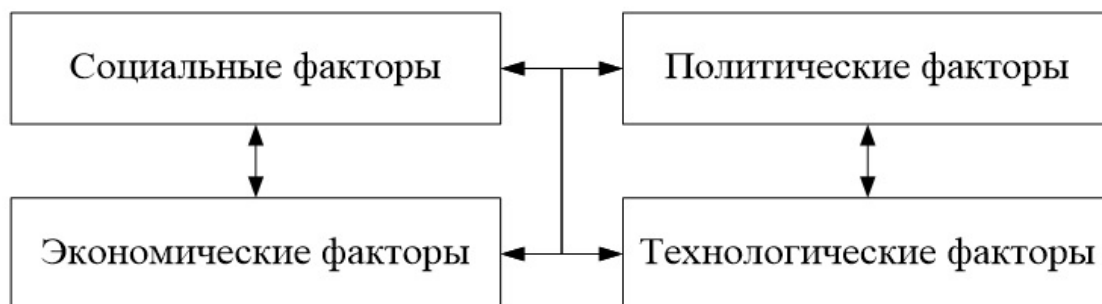 Социальные факторы
Политические факторы
Экономические факторы
Технологические факторы